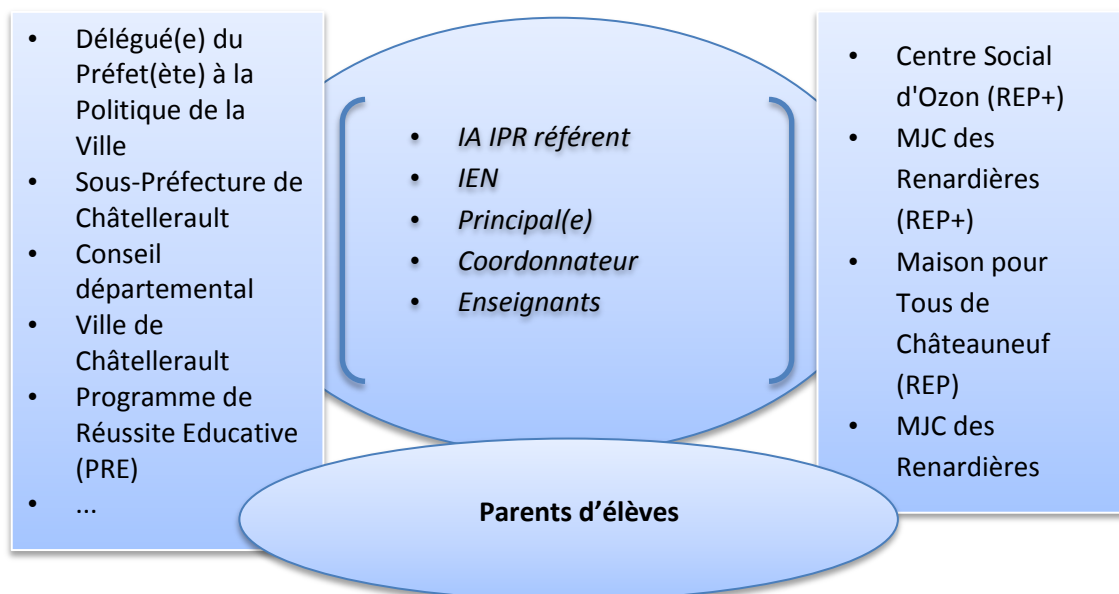 • Délégué(e) du
Préfet(ète) à la
Politique de la
Ville
• Sous-Préfecture de
Châtellerault
• Conseil
départemental
• Ville de
Châtellerault
• Programme de
Réussite Educative
(PRE)
• ...
• IA IPR référent
• IEN
• Principal(e)
• Coordonnateur
• Enseignants
• Centre Social
d'Ozon (REP+)
• MJC des
Renardières
(REP+)
• Maison pour
Tous de
Châteauneuf
(REP)
• MJC des
Renardières
Parents d’élèves